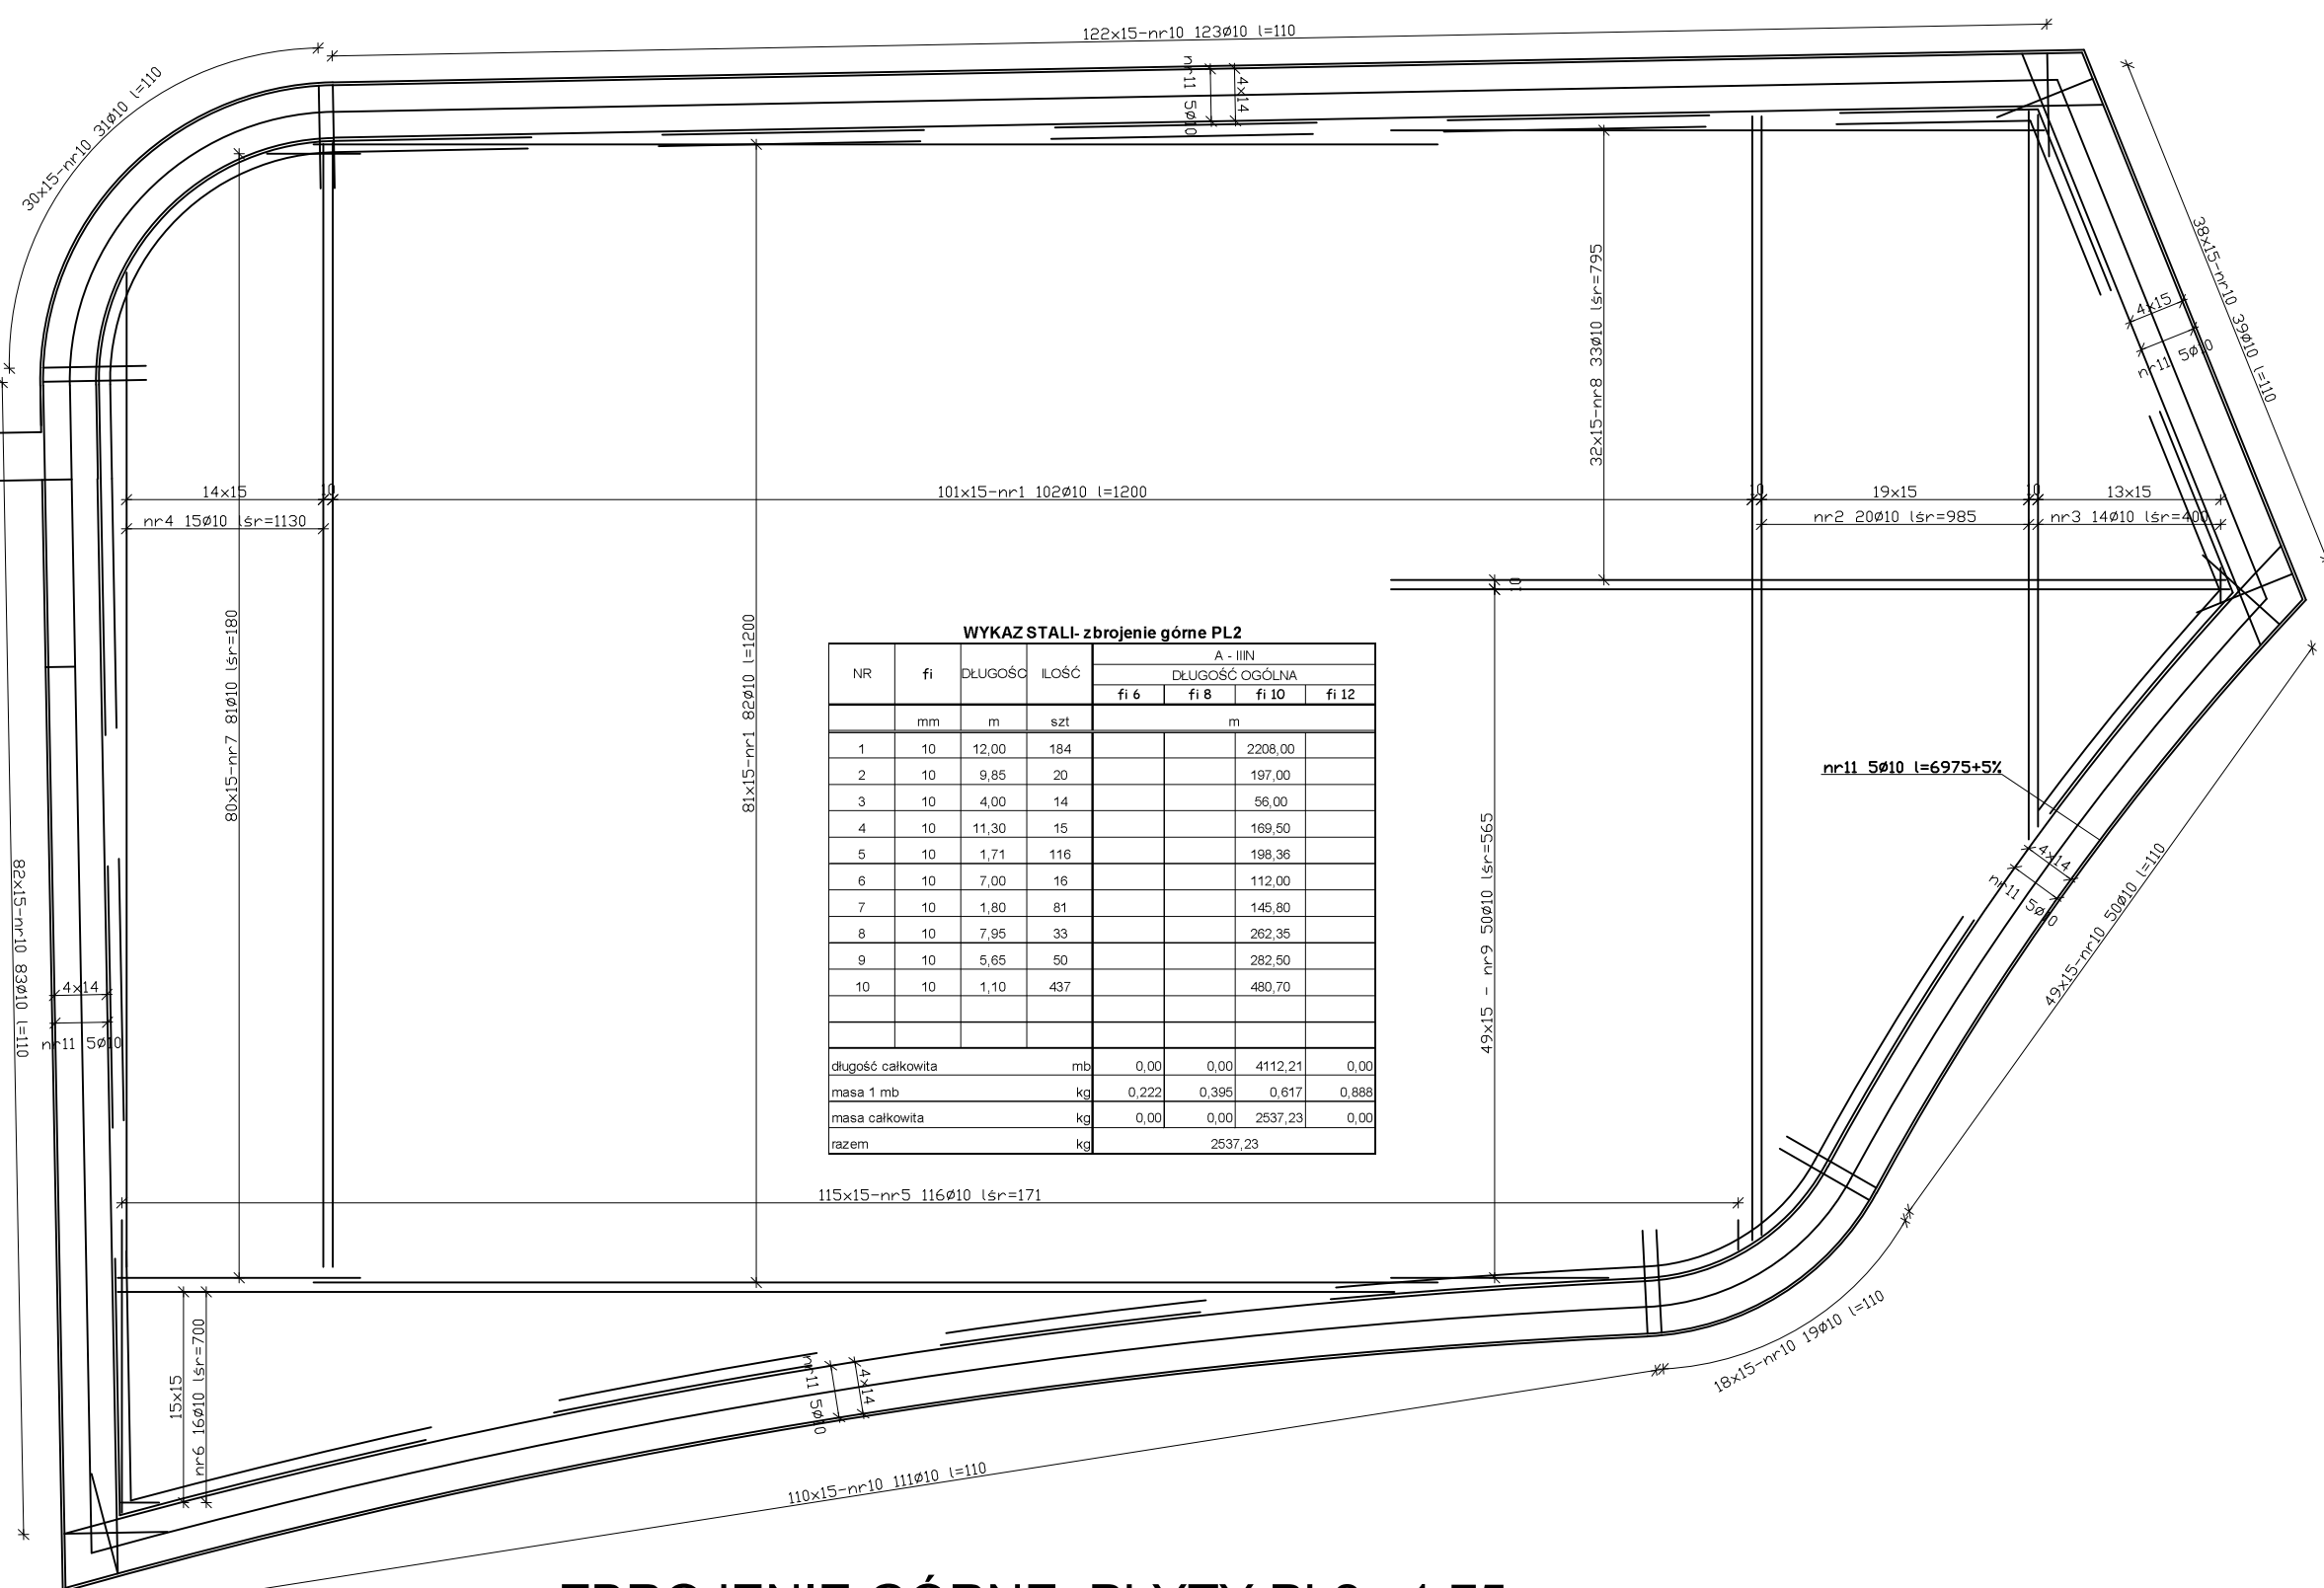 122x15-nr10 123ø10 l=110
30x15-nr10 31ø10 l=110
nr11 5ø10
4x14
38x15-nr10 39ø10 l=110
4x15
nr11 5ø10
32x15-nr8 33ø10 lśr=795
14x15
10
101x15-nr1 102ø10 l=1200
10
19x15
10
13x15
nr4 15ø10 lśr=1130
nr2 20ø10 lśr=985
nr3 14ø10 lśr=400
10
80x15-nr7 81ø10 lśr=180
81x15-nr1 82ø10 l=1200
WYKAZ STALI- zbrojenie górne PL2
NR fi DŁUGOŚC ILOŚĆ A - IIIN
DŁUGOŚĆ OGÓLNA
fi 6 fi 8 fi 10 fi 12
mm m szt m
1 10 12,00 184 2208,00
2 10 9,85 20 197,00
3 10 4,00 14 56,00
4 10 11,30 15 169,50
5 10 1,71 116 198,36
6 10 7,00 16 112,00
7 10 1,80 81 145,80
8 10 7,95 33 262,35
9 10 5,65 50 282,50
10 10 1,10 437 480,70
długość całkowita mb 0,00 0,00 4112,21 0,00
masa 1 mb kg 0,222 0,395 0,617 0,888
masa całkowita kg 0,00 0,00 2537,23 0,00
razem kg 2537,23
nr11 5ø10 l=6975+5%
4x14
nr11 5ø10
49x15 - nr9 50ø10 lśr=565
49x15-nr10 50ø10 l=110
82x15-nr10 83ø10 l=110
4x14
nr11 5ø10
115x15-nr5 116ø10 lśr=171
15x15
nr6 16ø10 lśr=700
nr11 5ø10
4x14
18x15-nr10 19ø10 l=110
110x15-nr10 111ø10 l=110